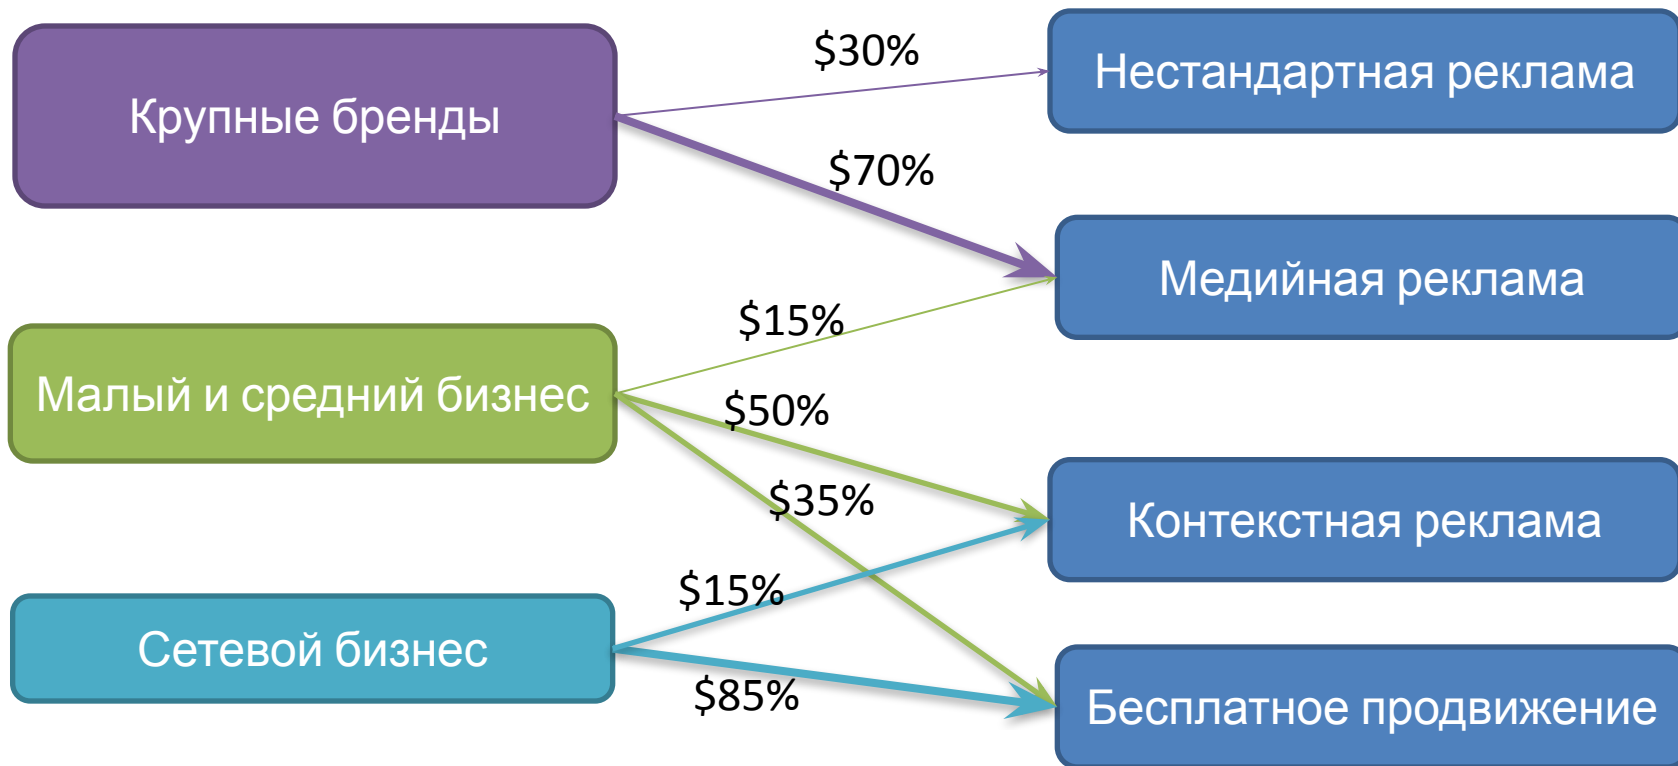 Крупные бренды
$30%
Нестандартная реклама
$70%
Медийная реклама
$15%
Малый и средний бизнес
$50%
$35%
Контекстная реклама
$15%
Сетевой бизнес
$85%
Бесплатное продвижение